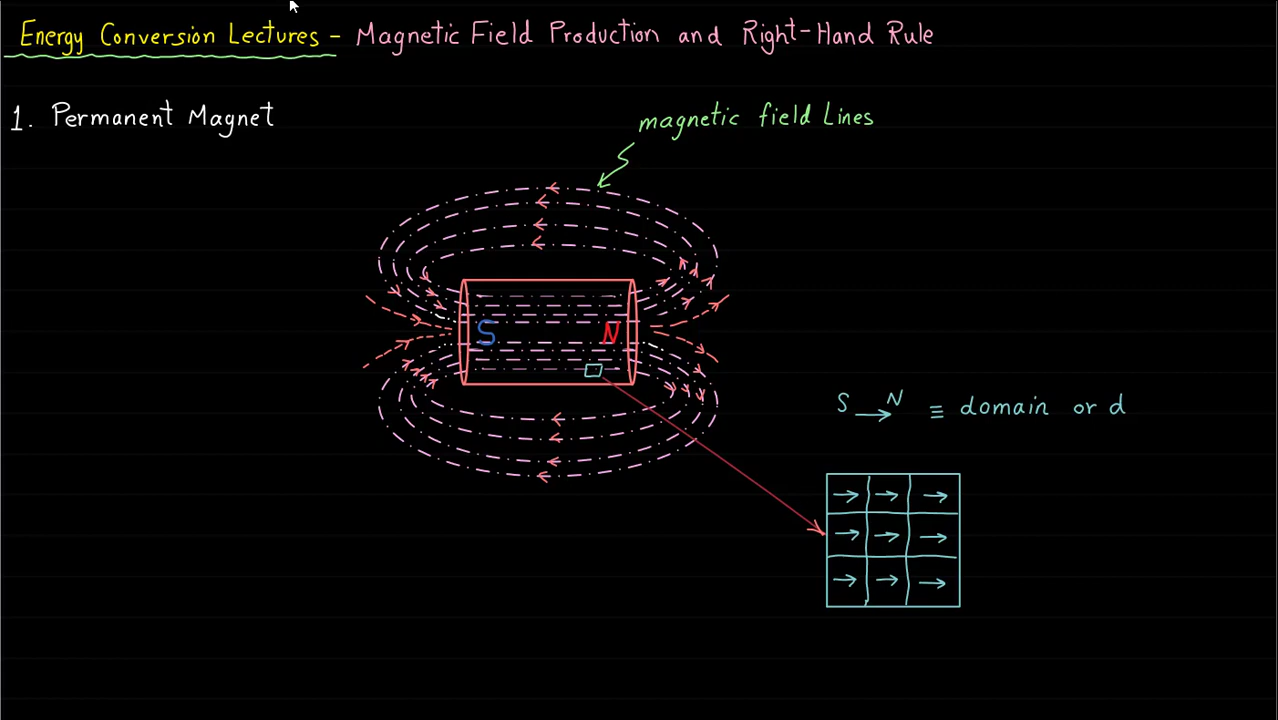 Energy Conversion Lectures - Magnetic Field Production and Right-Hand Rule
1. Permanent Magnet
magnetic field Lines
S N
S → N ≡ domain or d